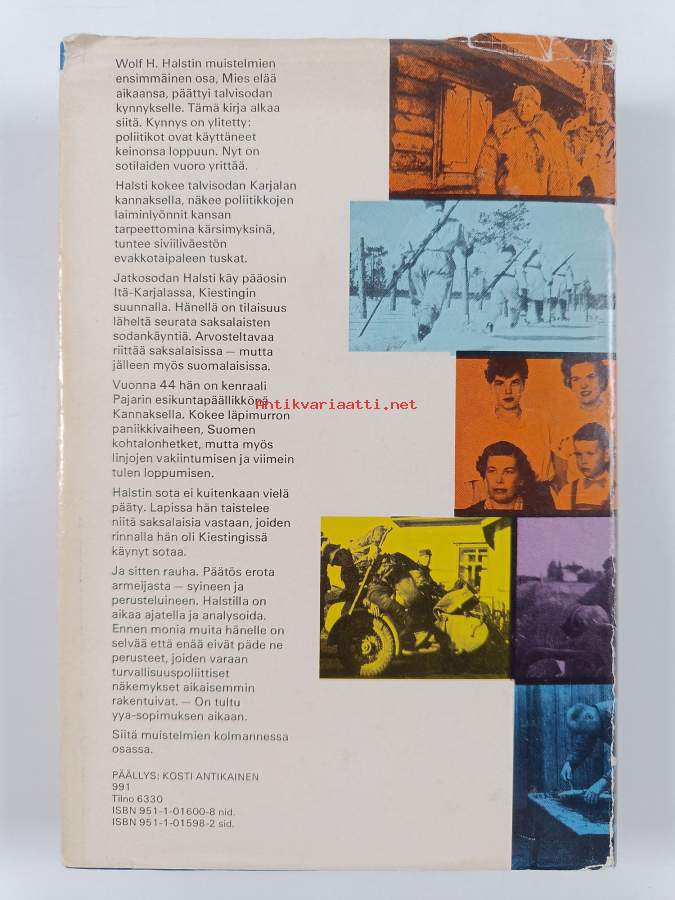 Wolf H. Halstin muistelmien
ensimmäinen osa, Mies elää
aikaansa, päättyi talvisodan
kynnykselle. Tämä kirja alkaa
siitä. Kynnys on ylitetty:
poliitikot ovat käyttäneet
keinonsa loppuun. Nyt on
sotilaiden vuoro yrittää.
Halsti kokee talvisodan Karjalan
kannaksella, näkee poliitikkojen
laiminlyönnit kansan
tarpeettomina kärsimyksinä,
tuntee siviiliväestön
evakkotaipaleen tuskat.
Jatkosodan Halsti käy pääosin
Itä-Karjalassa, Kiestingin
suunnalla. Hänellä on tilaisuus
läheltä seurata saksalaisten
sodankäyntiä. Arvosteltavaa
riittää saksalaisissa — mutta
jälleen myös suomalaisissa.
Vuonna 44 hän on kenraali
Pajarin esikuntapäällikkönä
Antikvariaatti.net
Kannaksella. Kokee läpimurron
paniikkivaiheen, Suomen
kohtalonhetket, mutta myös
linjojen vakiintumisen ja viimein
tulen loppumisen.
Halstin sota ei kuitenkaan vielä
pääty. Lapissa hän taistelee
niitä saksalaisia vastaan, joiden
rinnalla hän oli Kiestingissä
käynyt sotaa.
Ja sitten rauha. Päätös erota
armeijasta — syineen ja
perusteluineen. Halstilla on
aikaa ajatella ja analysoida.
Ennen monia muita hänelle on
selvää että enää eivät päde ne
perusteet, joiden varaan
turvallisuuspoliittiset
näkemykset aikaisemmin
rakentuivat. — On tultu
yya-sopimuksen aikaan.
Siitä muistelmien kolmannessa
osassa.
PÄÄLLYS: KOSTI ANTIKAINEN
991
Tilno 6330
ISBN 951-1-01600-8 nid.
ISBN 951-1-01598-2 sid.